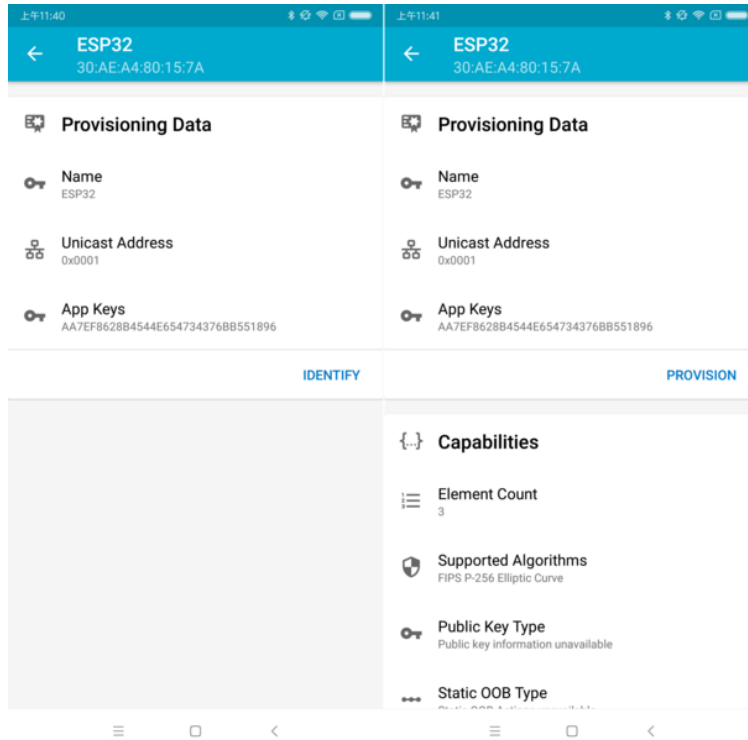 上午11:40
ESP32
30:AE:A4:80:15:7A
Provisioning Data
Name
ESP32
Unicast Address
0x0001
App Keys
AA7EF8628B4544E654734376BB551896
IDENTIFY
上午11:41
ESP32
30:AE:A4:80:15:7A
Provisioning Data
Name
ESP32
Unicast Address
0x0001
App Keys
AA7EF8628B4544E654734376BB551896
PROVISION
{...} Capabilities
Element Count
3
Supported Algorithms
FIPS P-256 Elliptic Curve
Public Key Type
Public key information unavailable
Static OOB Type